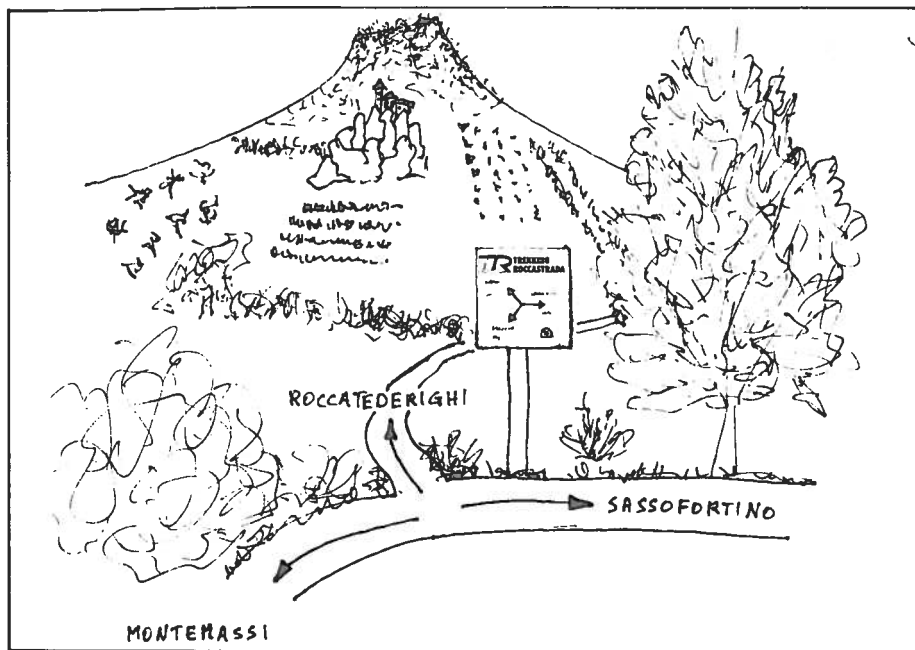 TREKKING
ROCCASTRADA
ROCCATEDERIGHI
SASSOFORTINO
MONTEMASSI